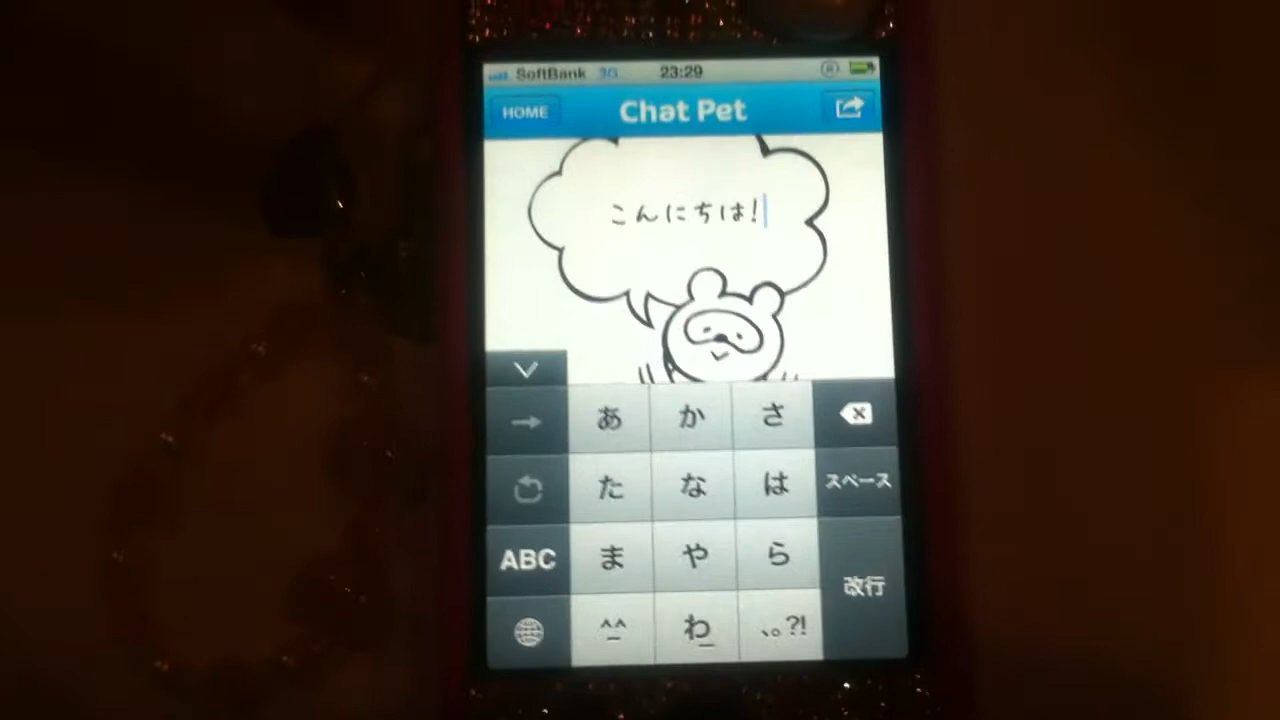 SoftBank 3G 23:29
HOME Chat Pet
こんにちは!
→ あ か さ
た な は スペース
ABC ま や ら 改行
^^ わ 、。?!